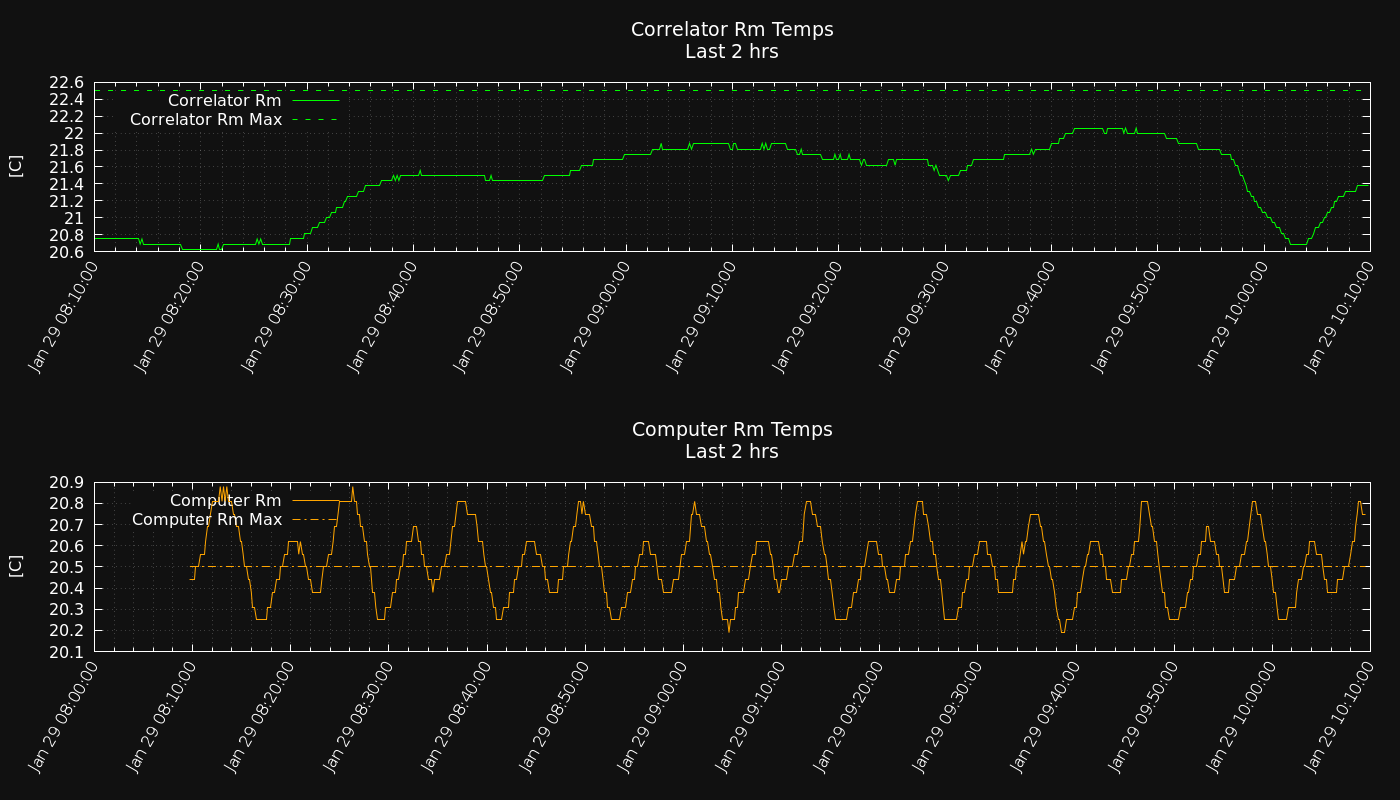 Correlator Rm Temps
Last 2 hrs
22.6
22.4
22.2
22
21.8
21.6
21.4
21.2
21
20.8
20.6
[C]
Correlator Rm
Correlator Rm Max
Jan 29 08:10:00
Jan 29 08:20:00
Jan 29 08:30:00
Jan 29 08:40:00
Jan 29 08:50:00
Jan 29 09:00:00
Jan 29 09:10:00
Jan 29 09:20:00
Jan 29 09:30:00
Jan 29 09:40:00
Jan 29 09:50:00
Jan 29 10:00:00
Jan 29 10:10:00
Computer Rm Temps
Last 2 hrs
20.9
20.8
20.7
20.6
20.5
20.4
20.3
20.2
20.1
[C]
Computer Rm
Computer Rm Max
Jan 29 08:00:00
Jan 29 08:10:00
Jan 29 08:20:00
Jan 29 08:30:00
Jan 29 08:40:00
Jan 29 08:50:00
Jan 29 09:00:00
Jan 29 09:10:00
Jan 29 09:20:00
Jan 29 09:30:00
Jan 29 09:40:00
Jan 29 09:50:00
Jan 29 10:00:00
Jan 29 10:10:00